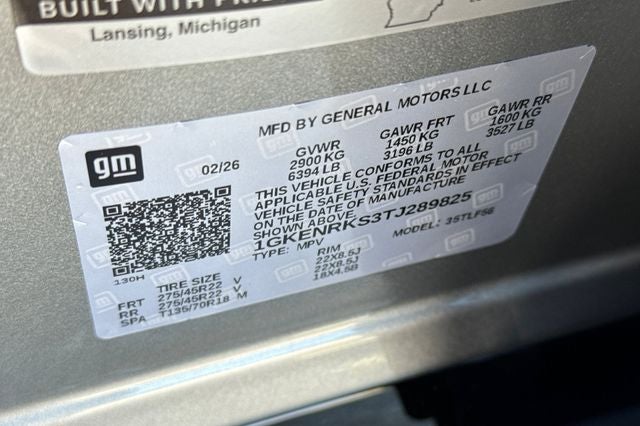 BUILT WITH PRIDE
Lansing, Michigan
MFD BY GENERAL MOTORS LLC
gm
02/26
GVWR
2900 KG
6394 LB
GAWR FRT
1450 KG
3196 LB
GAWR RR
1600 KG
3527 LB
THIS VEHICLE CONFORMS TO ALL
APPLICABLE U.S. FEDERAL MOTOR
VEHICLE SAFETY STANDARDS IN EFFECT
ON THE DATE OF MANUFACTURE
1GKENRKS3TJ289825
TYPE: MPV
MODEL: 35TLF56
130H
TIRE SIZE
RIM
FRT 275/45R22 V 22X8.5J
RR 275/45R22 V 22X8.5J
SPA T135/70R18 M 18X4.5B